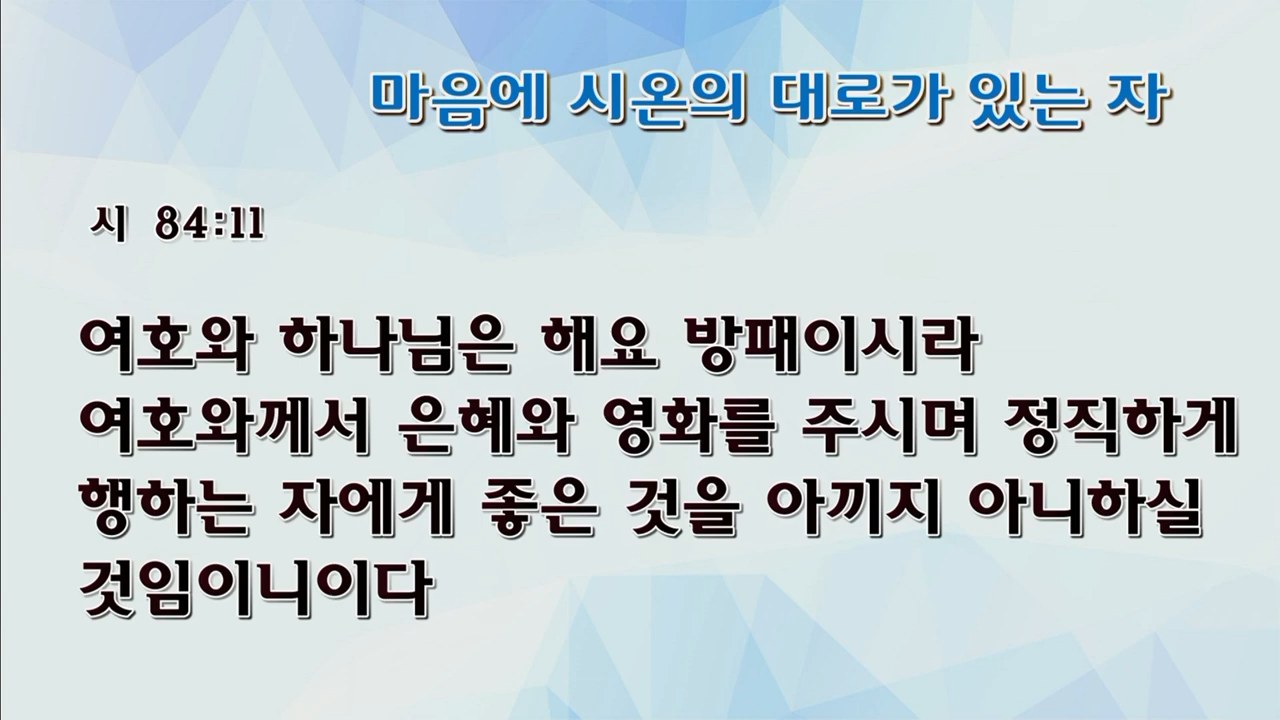 마음에 시온의 대로가 있는 자
시 84:11
여호와 하나님은 해요 방패이시라
여호와께서 은혜와 영화를 주시며 정직하게
행하는 자에게 좋은 것을 아끼지 아니하실
것임이니이다